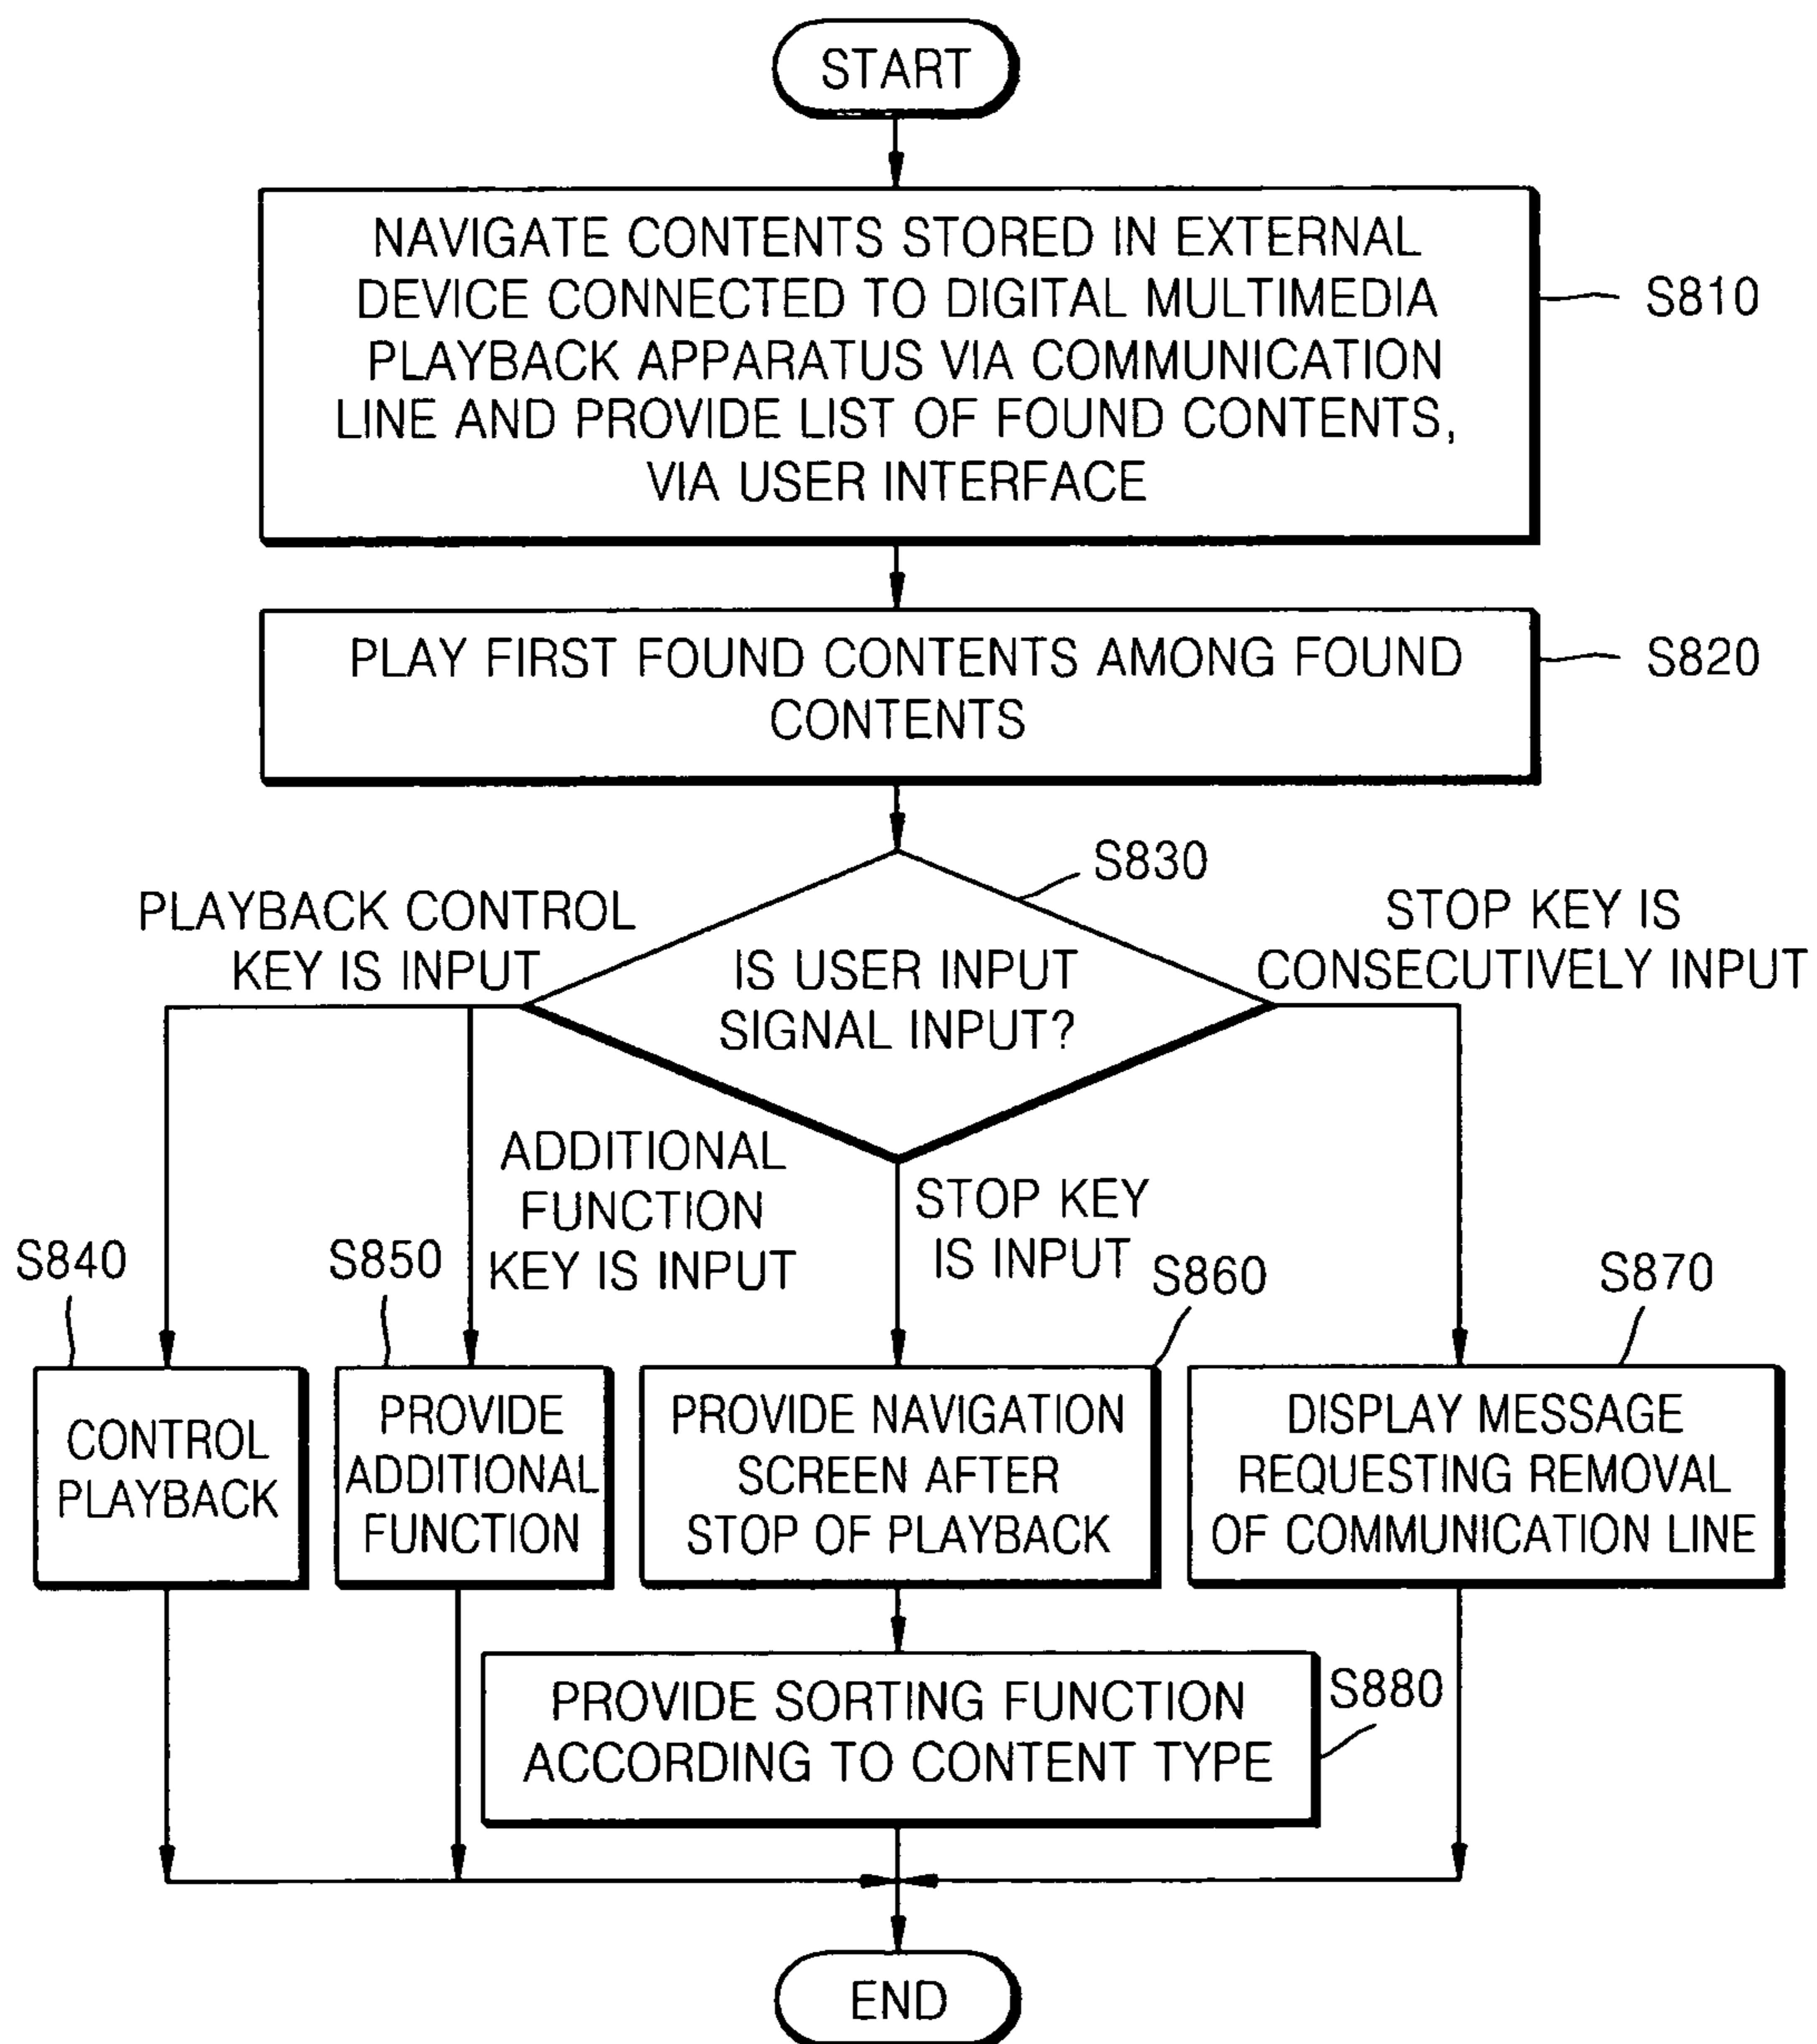 START
NAVIGATE CONTENTS STORED IN EXTERNAL
DEVICE CONNECTED TO DIGITAL MULTIMEDIA
PLAYBACK APPARATUS VIA COMMUNICATION
LINE AND PROVIDE LIST OF FOUND CONTENTS,
VIA USER INTERFACE
S810
PLAY FIRST FOUND CONTENTS AMONG FOUND
CONTENTS
S820
S830
IS USER INPUT
SIGNAL INPUT?
PLAYBACK CONTROL
KEY IS INPUT
STOP KEY IS
CONSECUTIVELY INPUT
ADDITIONAL
FUNCTION
KEY IS INPUT
STOP KEY
IS INPUT
S840
CONTROL
PLAYBACK
S850
PROVIDE
ADDITIONAL
FUNCTION
S860
PROVIDE NAVIGATION
SCREEN AFTER
STOP OF PLAYBACK
S870
DISPLAY MESSAGE
REQUESTING REMOVAL
OF COMMUNICATION LINE
PROVIDE SORTING FUNCTION
ACCORDING TO CONTENT TYPE
S880
END